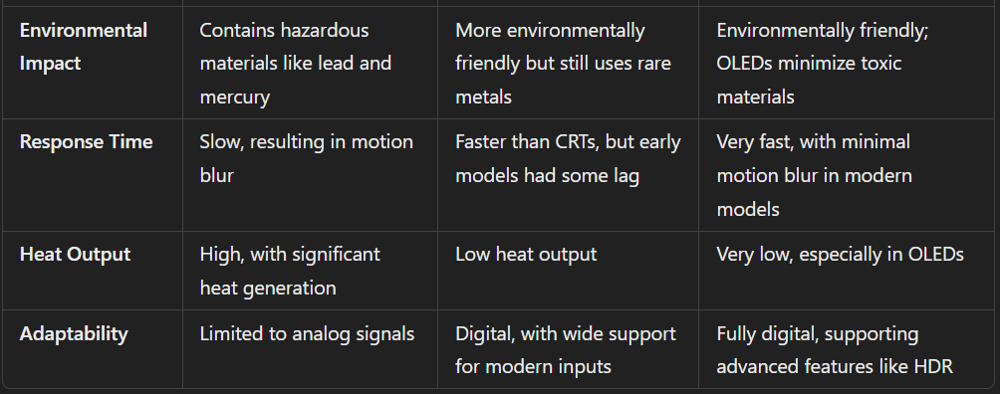 Environmental Impact
Contains hazardous materials like lead and mercury
More environmentally friendly but still uses rare metals
Environmentally friendly; OLEDs minimize toxic materials
Response Time
Slow, resulting in motion blur
Faster than CRTs, but early models had some lag
Very fast, with minimal motion blur in modern models
Heat Output
High, with significant heat generation
Low heat output
Very low, especially in OLEDs
Adaptability
Limited to analog signals
Digital, with wide support for modern inputs
Fully digital, supporting advanced features like HDR